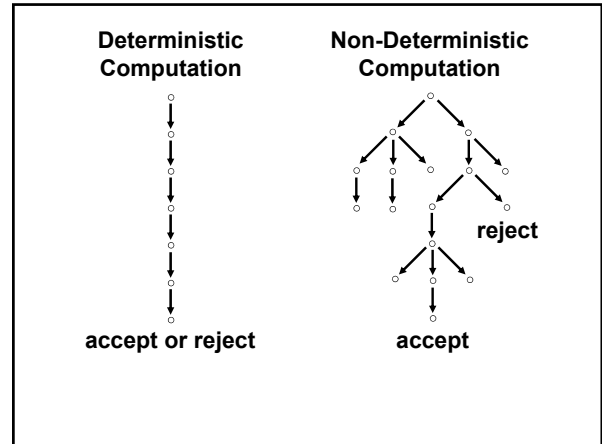 Deterministic
Computation
Non-Deterministic
Computation
reject
accept or reject
accept